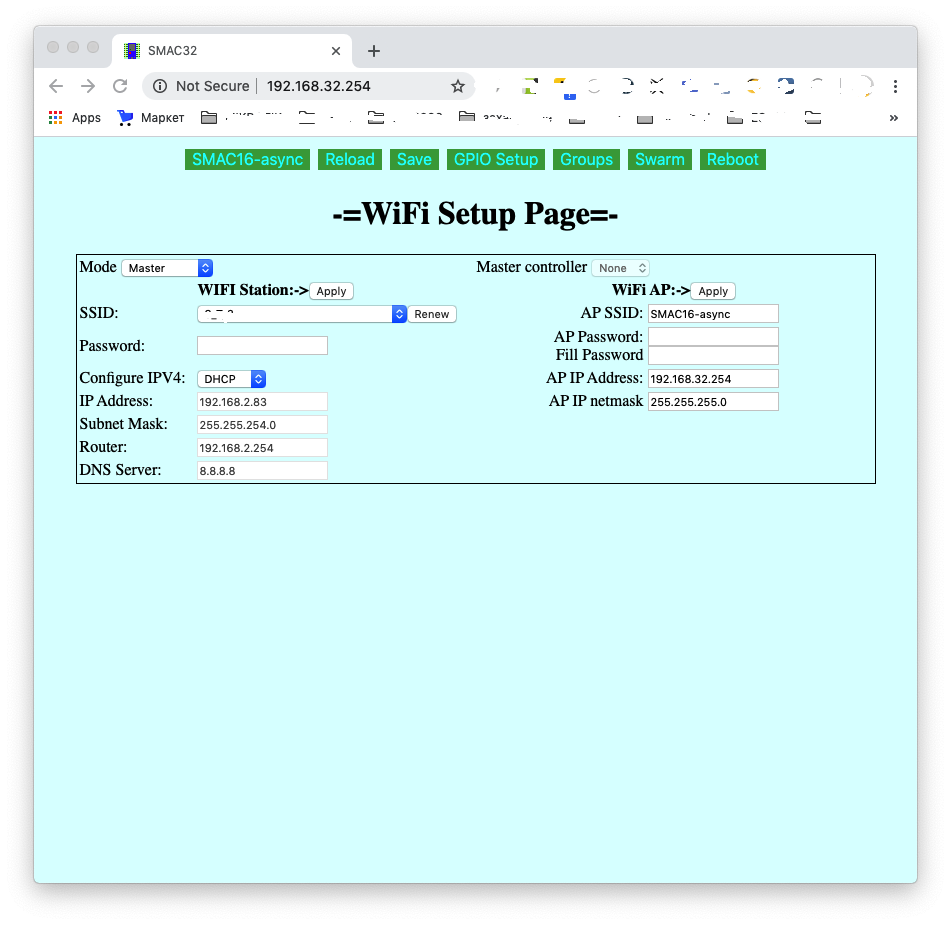 SMAC32
Not Secure 192.168.32.254
Apps Маркет »
SMAC16-async Reload Save GPIO Setup Groups Swarm Reboot
-=WiFi Setup Page=-
Mode Master Master controller None
WIFI Station:-> Apply WiFi AP:-> Apply
SSID: Renew AP SSID: SMAC16-async
Password: AP Password:
Fill Password
Configure IPV4: DHCP AP IP Address: 192.168.32.254
IP Address: 192.168.2.83 AP IP netmask 255.255.255.0
Subnet Mask: 255.255.254.0
Router: 192.168.2.254
DNS Server: 8.8.8.8